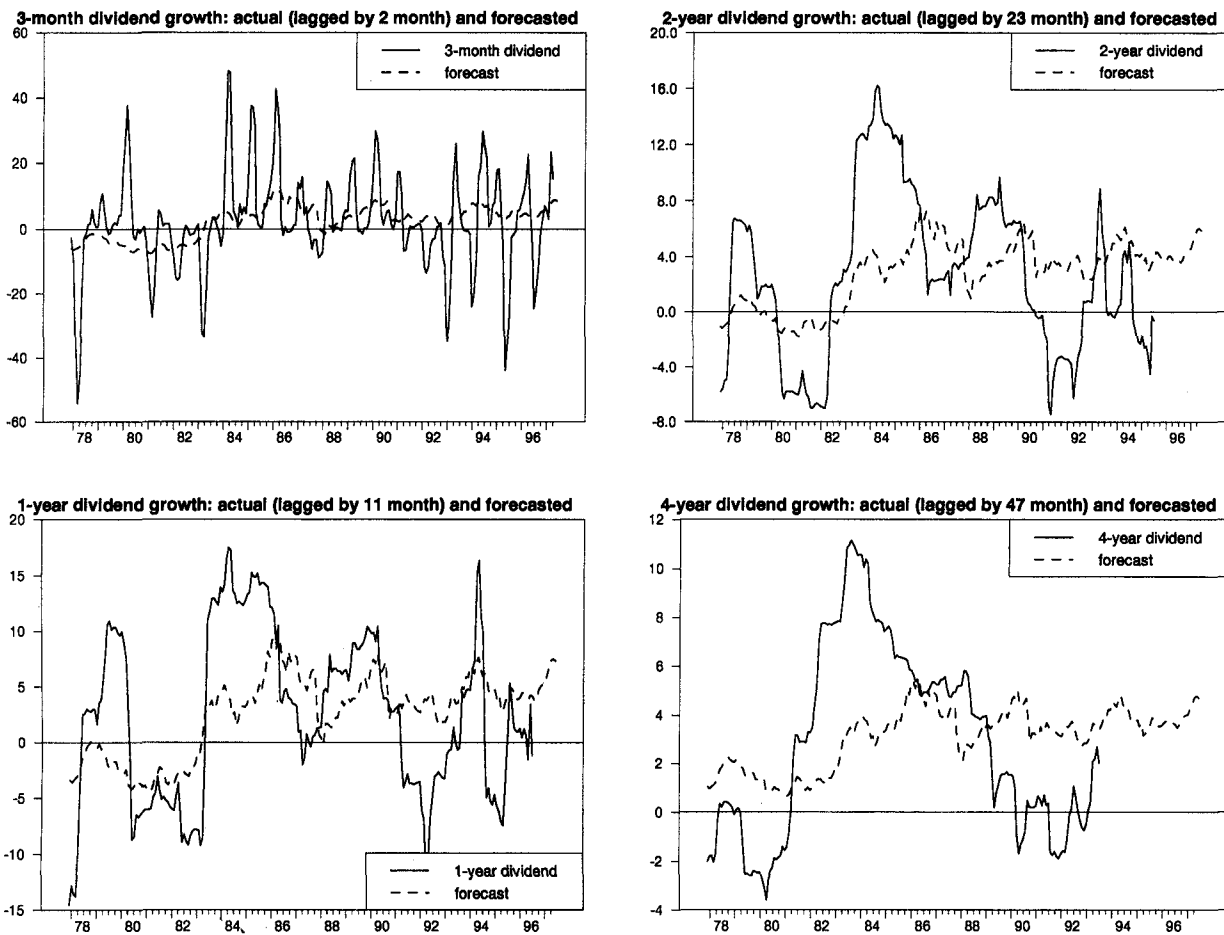 3-month dividend growth: actual (lagged by 2 month) and forecasted
60
40
20
0
-20
-40
-60
3-month dividend
forecast
78 80 82 84 86 88 90 92 94 96
2-year dividend growth: actual (lagged by 23 month) and forecasted
20.0
16.0
12.0
8.0
4.0
0.0
-4.0
-8.0
2-year dividend
forecast
78 80 82 84 86 88 90 92 94 96
1-year dividend growth: actual (lagged by 11 month) and forecasted
20
15
10
5
0
-5
-10
-15
1-year dividend
forecast
78 80 82 84 86 88 90 92 94 96
4-year dividend growth: actual (lagged by 47 month) and forecasted
12
10
8
6
4
2
0
-2
-4
4-year dividend
forecast
78 80 82 84 86 88 90 92 94 96